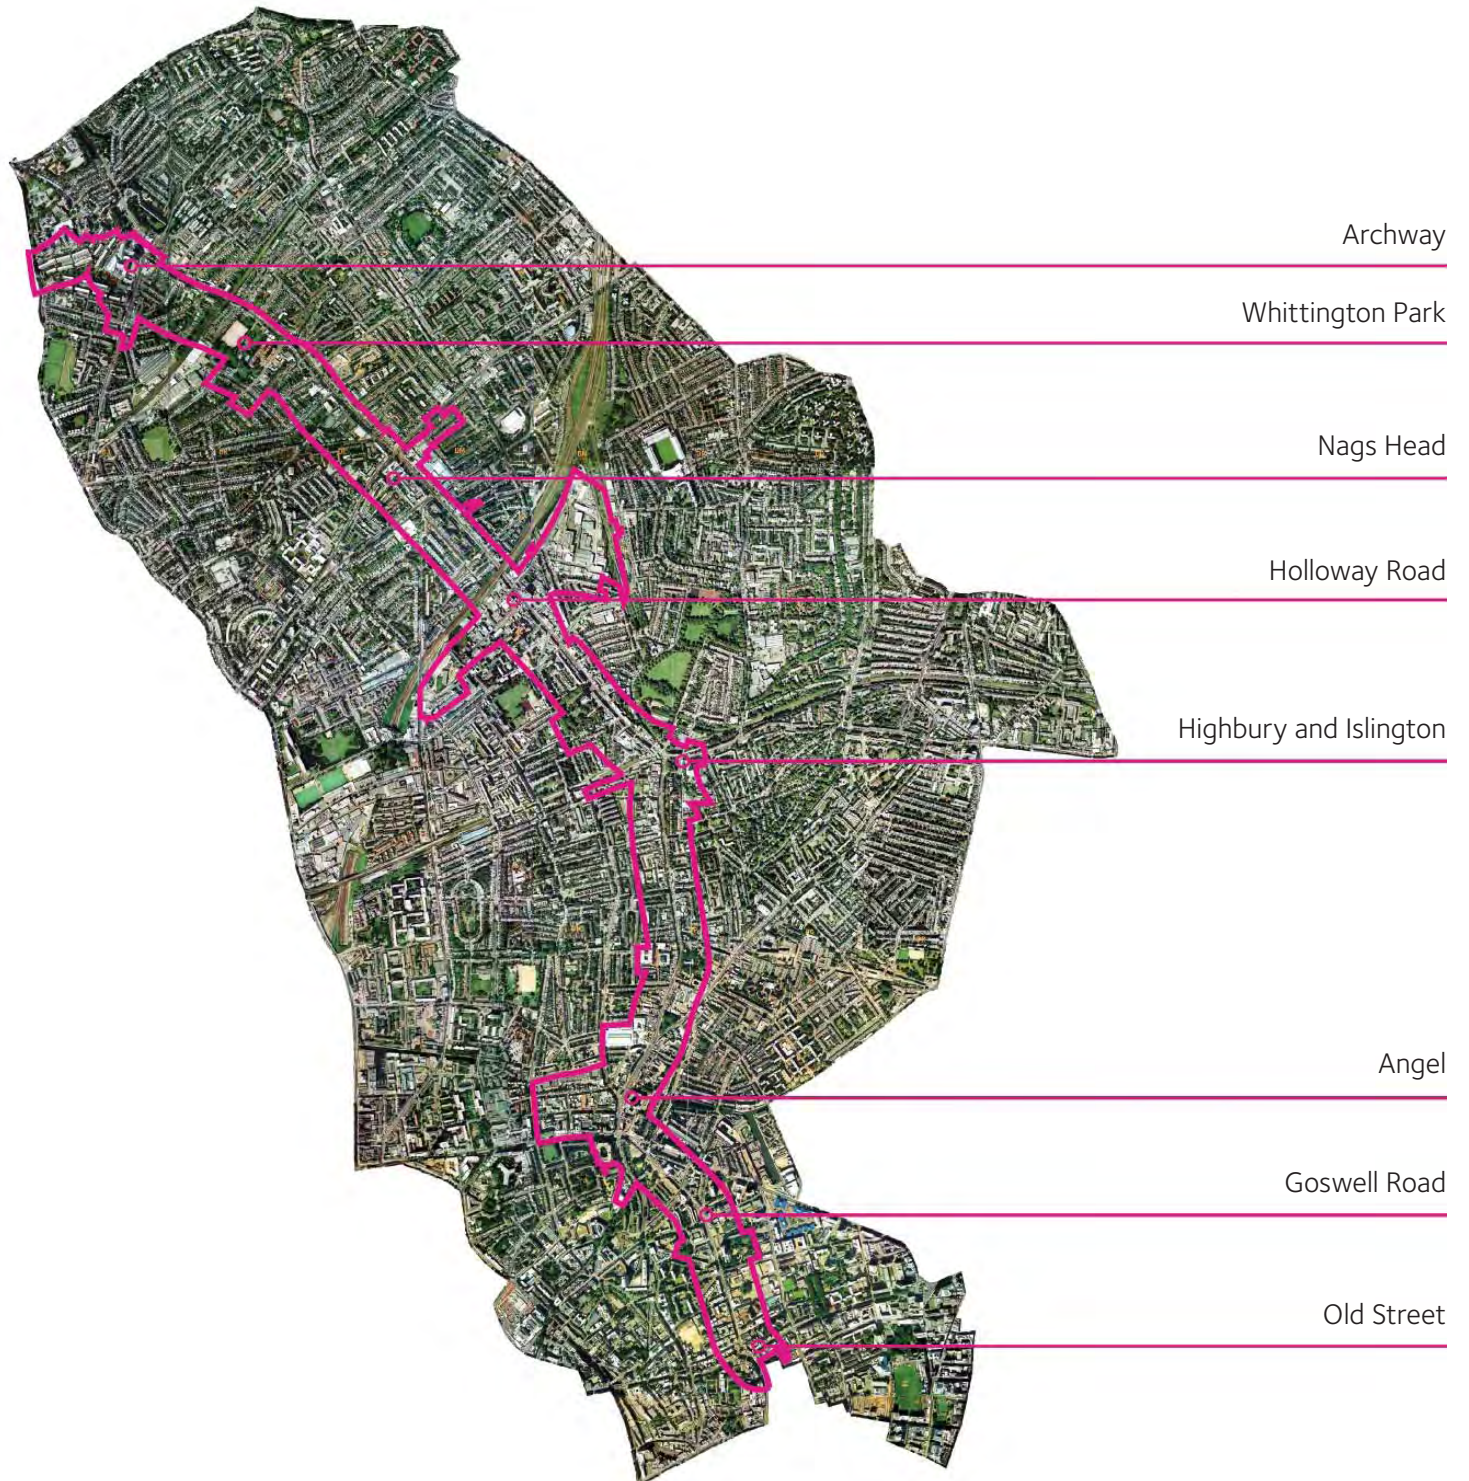 Archway
Whittington Park
Nags Head
Holloway Road
Highbury and Islington
Angel
Goswell Road
Old Street